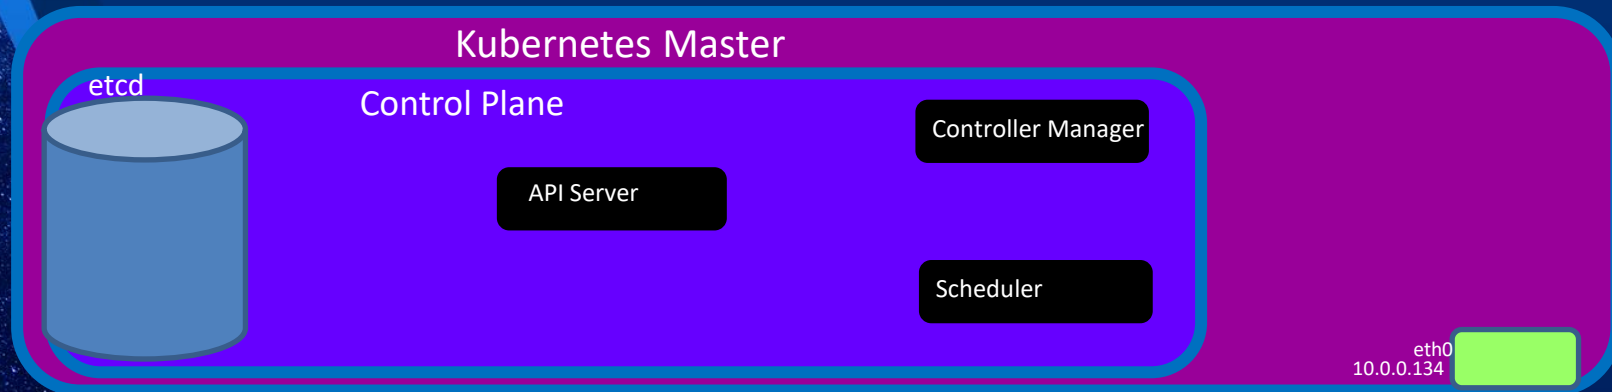 Kubernetes Master
etcd
Control Plane
Controller Manager
API Server
Scheduler
eth0
10.0.0.134